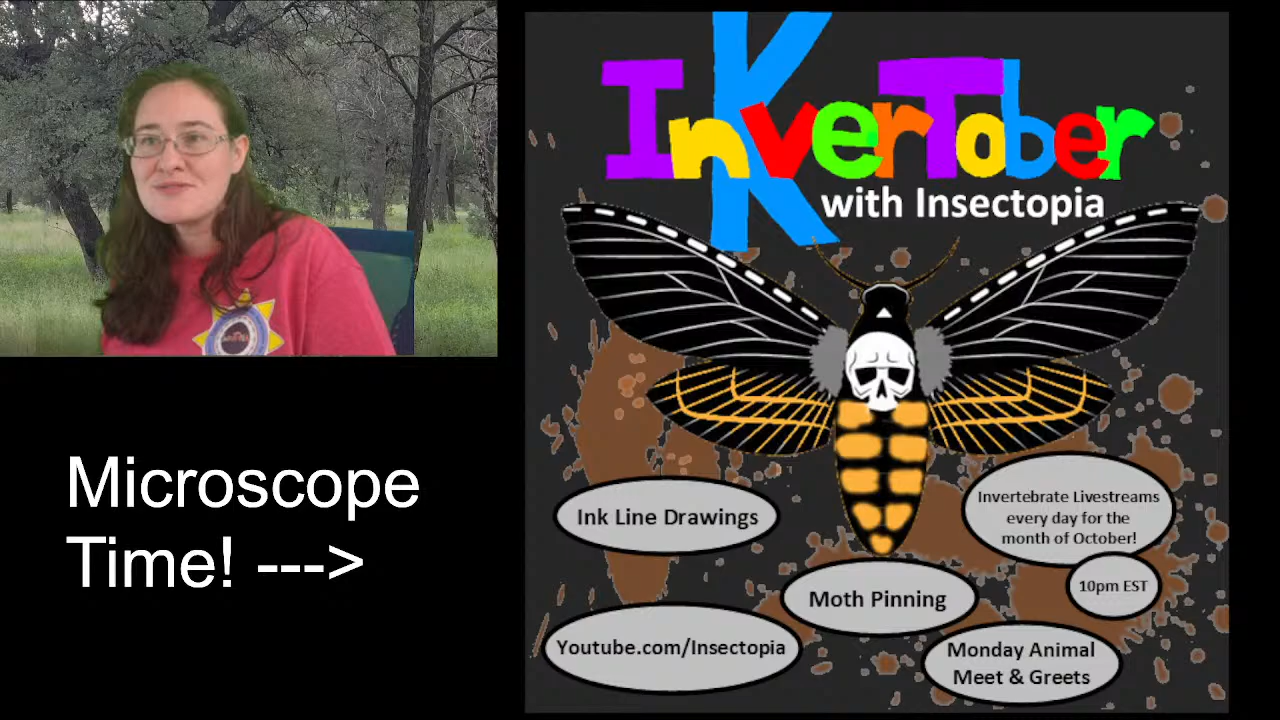 InKverTober
with Insectopia
Microscope
Time! --->
Ink Line Drawings
Invertebrate Livestreams
every day for the
month of October!
10pm EST
Moth Pinning
Youtube.com/Insectopia
Monday Animal
Meet & Greets